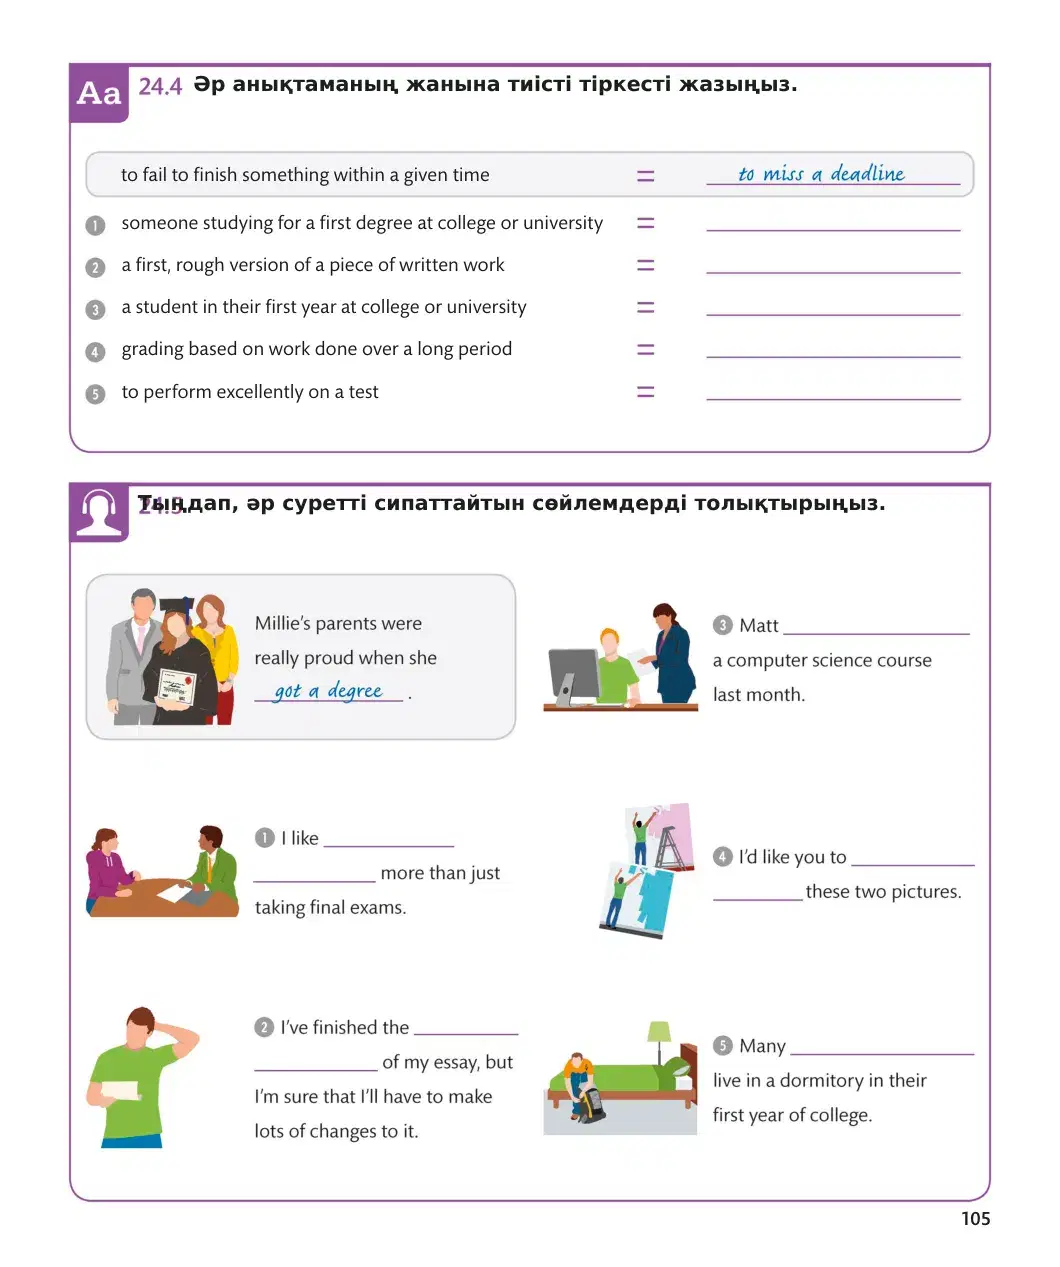 Aa 24.4 Әр анықтаманың жанына тиісті тіркесті жазыңыз.
to fail to finish something within a given time = to miss a deadline
1 someone studying for a first degree at college or university = 
2 a first, rough version of a piece of written work = 
3 a student in their first year at college or university = 
4 grading based on work done over a long period = 
5 to perform excellently on a test = 
24.5 Тыңдап, әр суретті сипаттайтын сөйлемдерді толықтырыңыз.
Millie’s parents were
really proud when she
got a degree .
1 I like
more than just
taking final exams.
2 I’ve finished the
of my essay, but
I’m sure that I’ll have to make
lots of changes to it.
3 Matt
a computer science course
last month.
4 I’d like you to
these two pictures.
5 Many
live in a dormitory in their
first year of college.
105